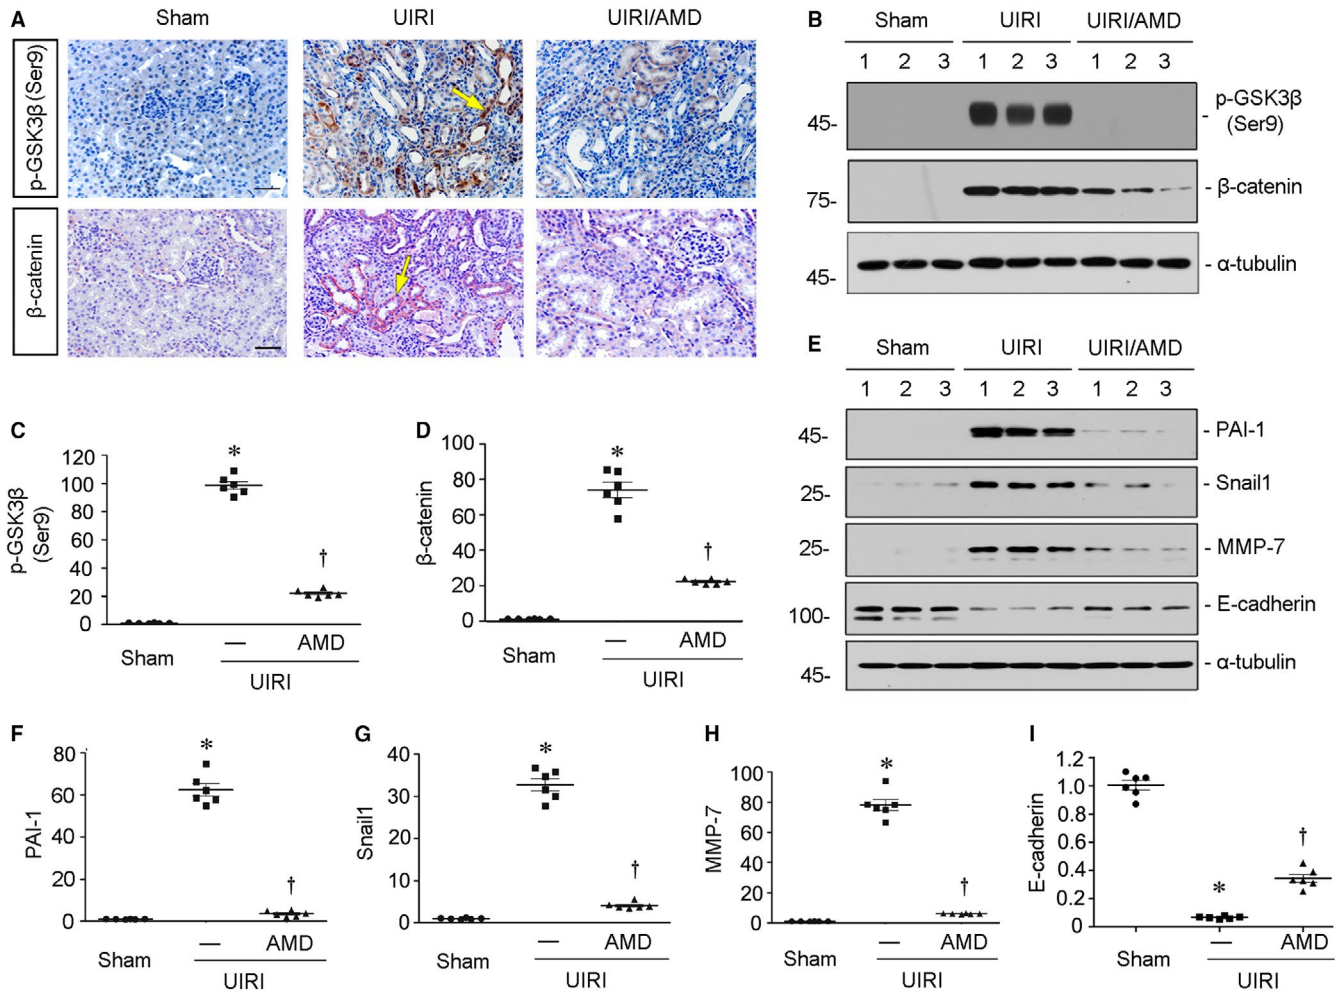 A
Sham
UIRI
UIRI/AMD
p-GSK3β (Ser9)
β-catenin
B
Sham
UIRI
UIRI/AMD
1 2 3 1 2 3 1 2 3
45-
- p-GSK3β
(Ser9)
75-
- β-catenin
45-
- α-tubulin
E
Sham
UIRI
UIRI/AMD
1 2 3 1 2 3 1 2 3
45-
- PAI-1
25-
- Snail1
25-
- MMP-7
100-
- E-cadherin
45-
- α-tubulin
C
p-GSK3β
(Ser9)
120
100
80
60
40
20
0
*
†
Sham
—
AMD
UIRI
D
β-catenin
100
80
60
40
20
0
*
†
Sham
—
AMD
UIRI
F
PAI-1
80
60
40
20
0
*
†
Sham
—
AMD
UIRI
G
Snail1
40
30
20
10
0
*
†
Sham
—
AMD
UIRI
H
MMP-7
100
80
60
40
20
0
*
†
Sham
—
AMD
UIRI
I
E-cadherin
1.2
1.0
0.8
0.6
0.4
0.2
0
*
†
Sham
—
AMD
UIRI